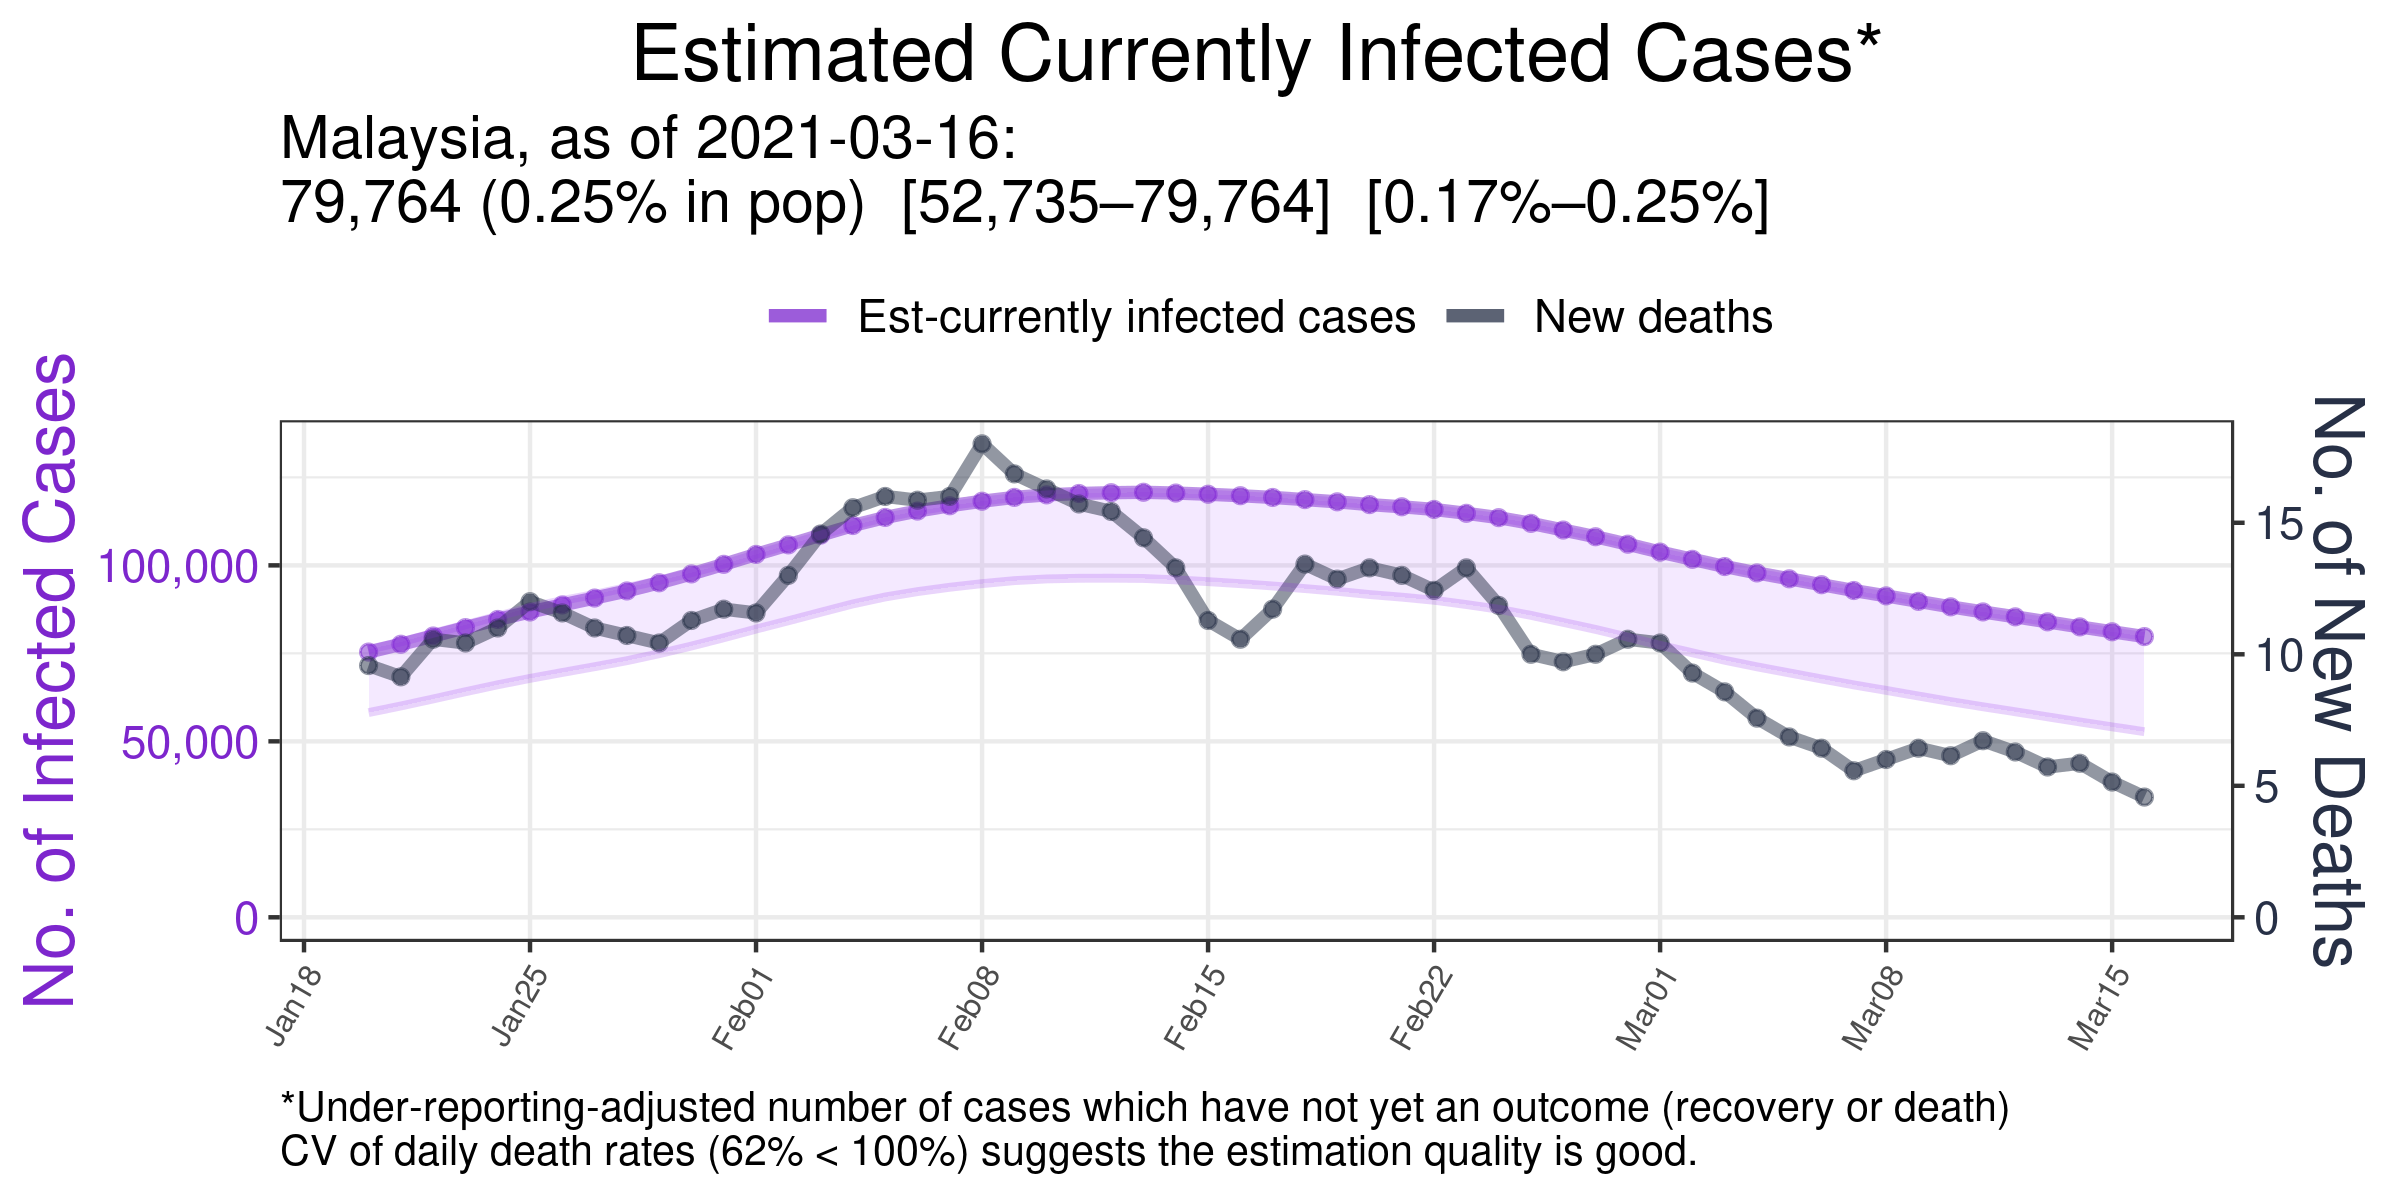 Estimated Currently Infected Cases*
Malaysia, as of 2021-03-16:
79,764 (0.25% in pop)  [52,735–79,764]  [0.17%–0.25%]
Est-currently infected cases
New deaths
No. of Infected Cases
100,000
50,000
0
15
10
5
0
No. of New Deaths
Jan18
Jan25
Feb01
Feb08
Feb15
Feb22
Mar01
Mar08
Mar15
*Under-reporting-adjusted number of cases which have not yet an outcome (recovery or death)
CV of daily death rates (62% < 100%) suggests the estimation quality is good.